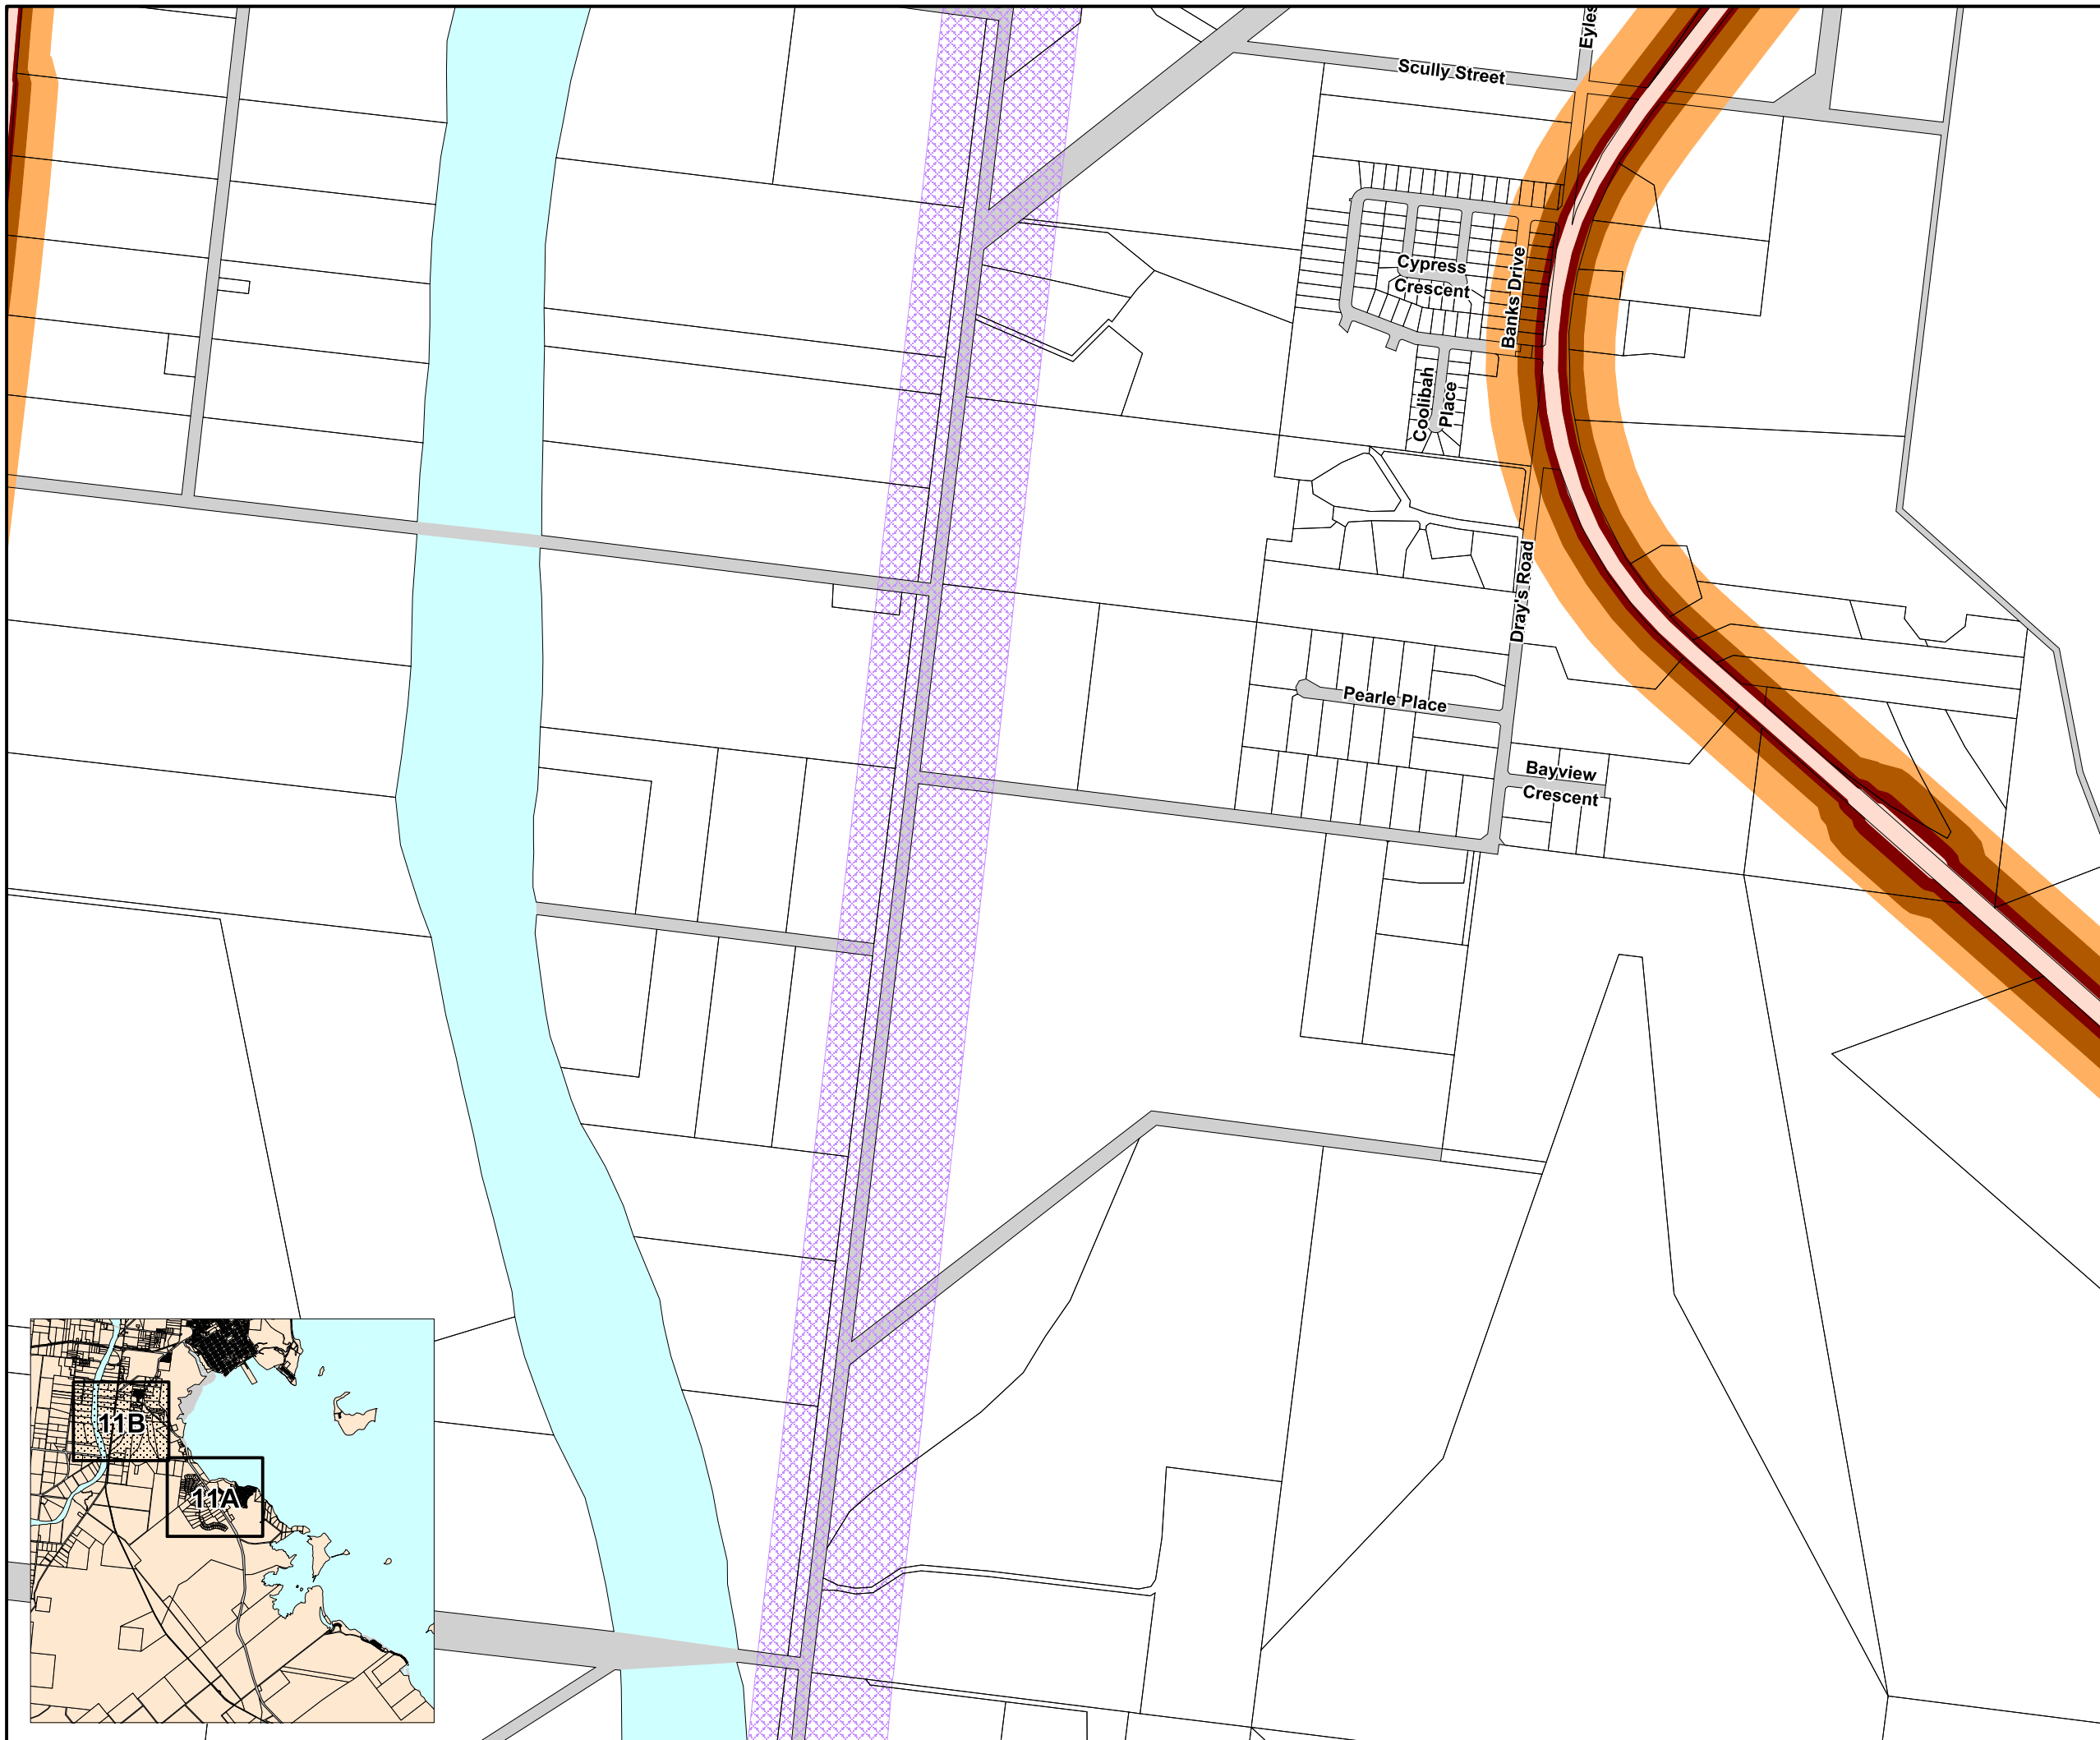 Eyles
Scully Street
Cypress
Crescent
Banks Drive
Coolibah
Place
Dray's Road
Pearle Place
Bayview
Crescent
11B
11A